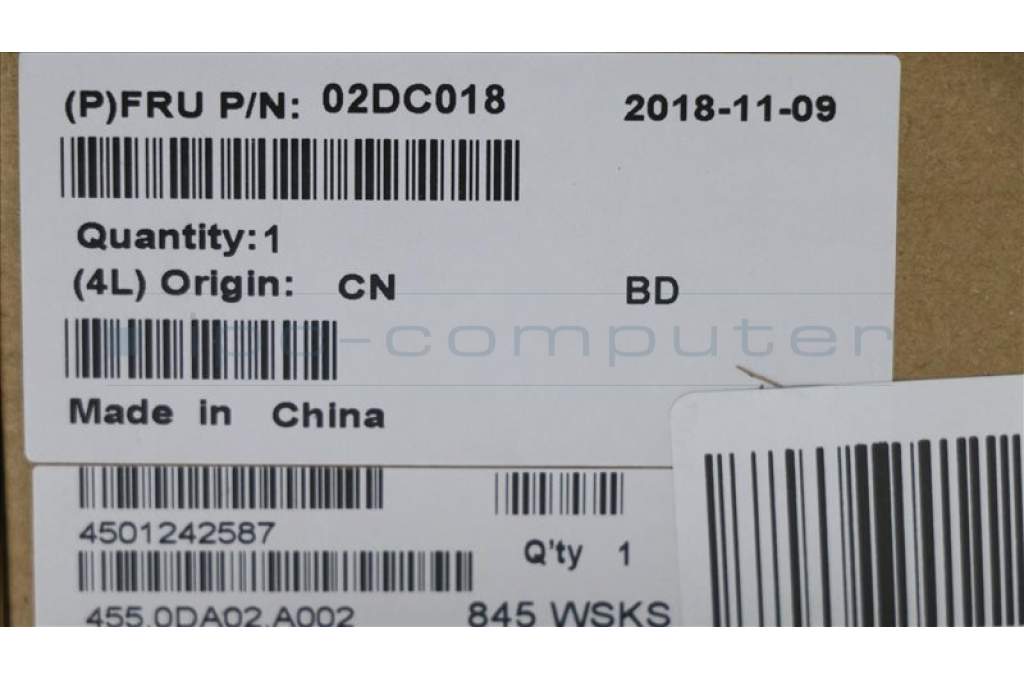 (P)FRU P/N: 02DC018 2018-11-09
Quantity:1
(4L) Origin: CN BD
ipc-computer
Made in China
4501242587
Q'ty 1
455.0DA02.A002 845 WSKS